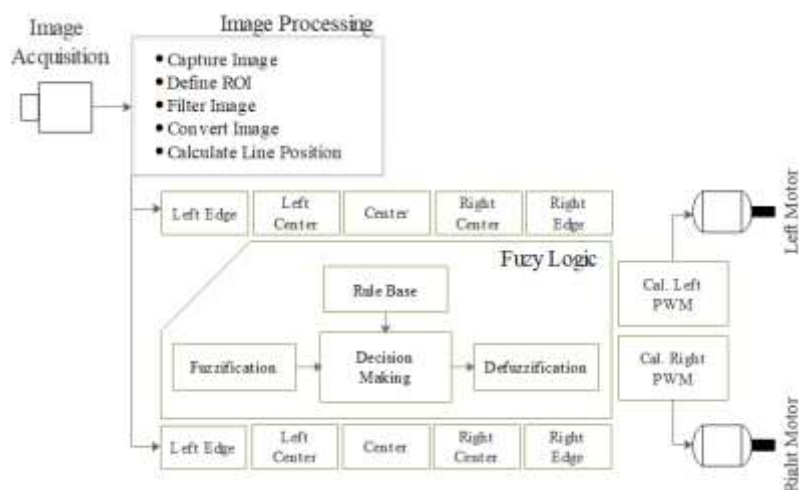 Image
Acquisition
Image Processing
• Capture Image
• Define ROI
• Filter Image
• Convert Image
• Calculate Line Position
Left Edge
Left
Center
Center
Right
Center
Right
Edge
Left Motor
Fuzy Logic
Rule Base
Fuzzification
Decision
Making
Defuzzification
Cal. Left
PWM
Cal. Right
PWM
Left Edge
Left
Center
Center
Right
Center
Right
Edge
Right Motor